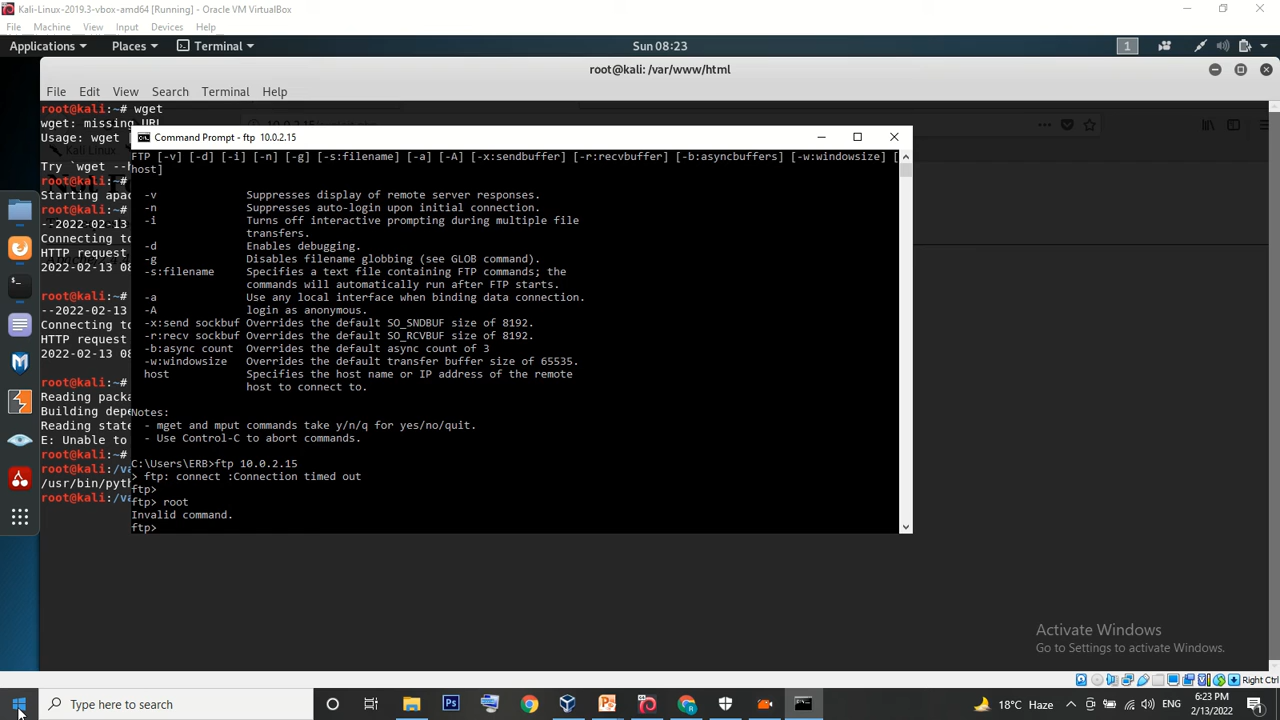 Kali-Linux-2019.3-vbox-amd64 [Running] - Oracle VM VirtualBox
File Machine View Input Devices Help
Applications Places Terminal Sun 08:23 1
root@kali: /var/www/html
File Edit View Search Terminal Help
root@kali:~# wget
wget: missing URL
Usage: wget
Try `wget --h
root@kali:~#
Starting apac
root@kali:~#
--2022-02-13
Connecting to
HTTP request
2022-02-13 08
root@kali:~#
--2022-02-13
Connecting to
HTTP request
2022-02-13 08
root@kali:~#
Reading packa
Building depe
Reading state
E: Unable to
root@kali:~#
root@kali:/va
/usr/bin/pyth
root@kali:/va
Command Prompt - ftp 10.0.2.15
FTP [-v] [-d] [-i] [-n] [-g] [-s:filename] [-a] [-A] [-x:sendbuffer] [-r:recvbuffer] [-b:asyncbuffers] [-w:windowsize] [
host]
-v Suppresses display of remote server responses.
-n Suppresses auto-login upon initial connection.
-i Turns off interactive prompting during multiple file
transfers.
-d Enables debugging.
-g Disables filename globbing (see GLOB command).
-s:filename Specifies a text file containing FTP commands; the
commands will automatically run after FTP starts.
-a Use any local interface when binding data connection.
-A login as anonymous.
-x:send sockbuf Overrides the default SO_SNDBUF size of 8192.
-r:recv sockbuf Overrides the default SO_RCVBUF size of 8192.
-b:async count Overrides the default async count of 3
-w:windowsize Overrides the default transfer buffer size of 65535.
host Specifies the host name or IP address of the remote
host to connect to.
Notes:
- mget and mput commands take y/n/q for yes/no/quit.
- Use Control-C to abort commands.
C:\Users\ERB>ftp 10.0.2.15
> ftp: connect :Connection timed out
ftp>
ftp> root
Invalid command.
ftp>
Activate Windows
Go to Settings to activate Windows.
Right Ctrl
Type here to search
18°C Haze
ENG
6:23 PM
2/13/2022